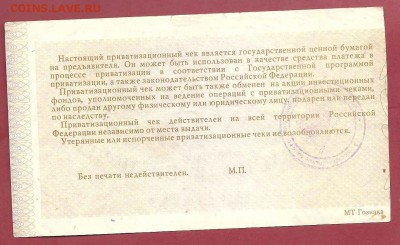 COINS.LAVE.RU
Настоящий приватизационный чек является государственной ценной бумагой
на предъявителя. Он может быть использован в качестве средства платежа в
процессе приватизации в соответствии с Государственной программой
приватизации, а также законодательством Российской Федерации.
Приватизационный чек может быть также обменен на акции инвестиционных
фондов, уполномоченных на ведение операций с приватизационными чеками,
либо продан другому физическому или юридическому лицу, подарен или передан
по наследству.
Приватизационный чек действителен на всей территории Российской
Федерации независимо от места выдачи.
Утерянные или испорченные приватизационные чеки не возобновляются.
Без печати недействителен. М.П.
МТ Гознака